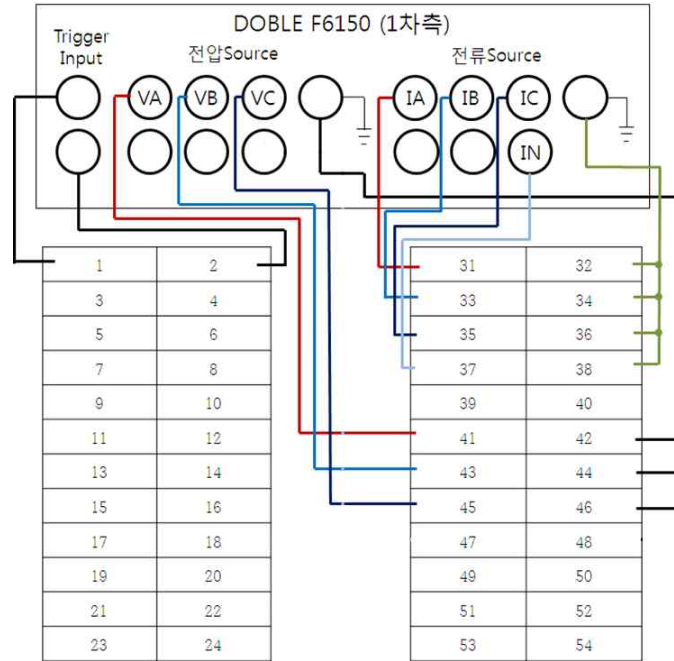 DOBLE F6150 (1차측)
Trigger
Input
전압Source
전류Source
VA VB VC IA IB IC
IN
1 2 31 32
3 4 33 34
5 6 35 36
7 8 37 38
9 10 39 40
11 12 41 42
13 14 43 44
15 16 45 46
17 18 47 48
19 20 49 50
21 22 51 52
23 24 53 54